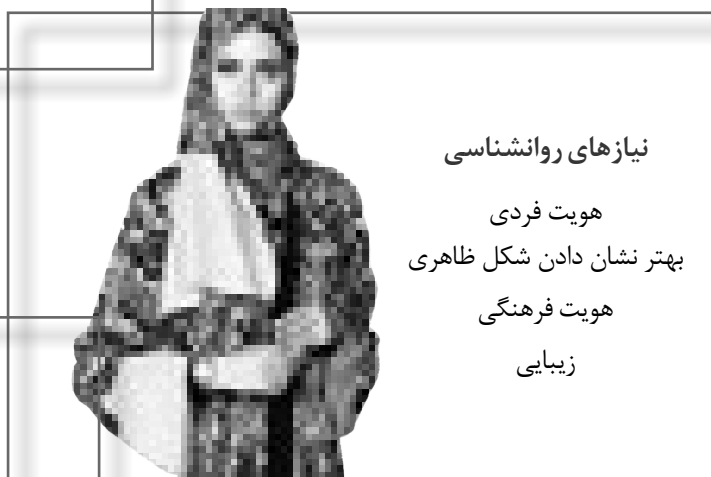 نیازهای روانشناسی
هویت فردی
بهتر نشان دادن شکل ظاهری
هویت فرهنگی
زیبایی